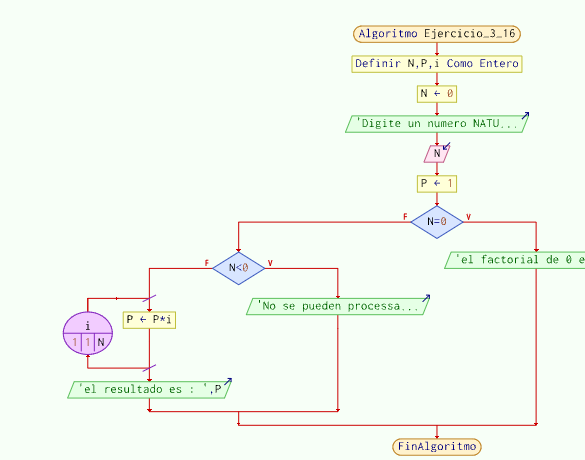 Algoritmo Ejercicio_3_16
Definir N,P,i Como Entero
N ← 0
'Digite un numero NATU...
N
P ← 1
F N=0 V
'el factorial de 0 e
F N<0 V
'No se pueden processa...
i
1 1 N
P ← P*i
'el resultado es : ',P
FinAlgoritmo